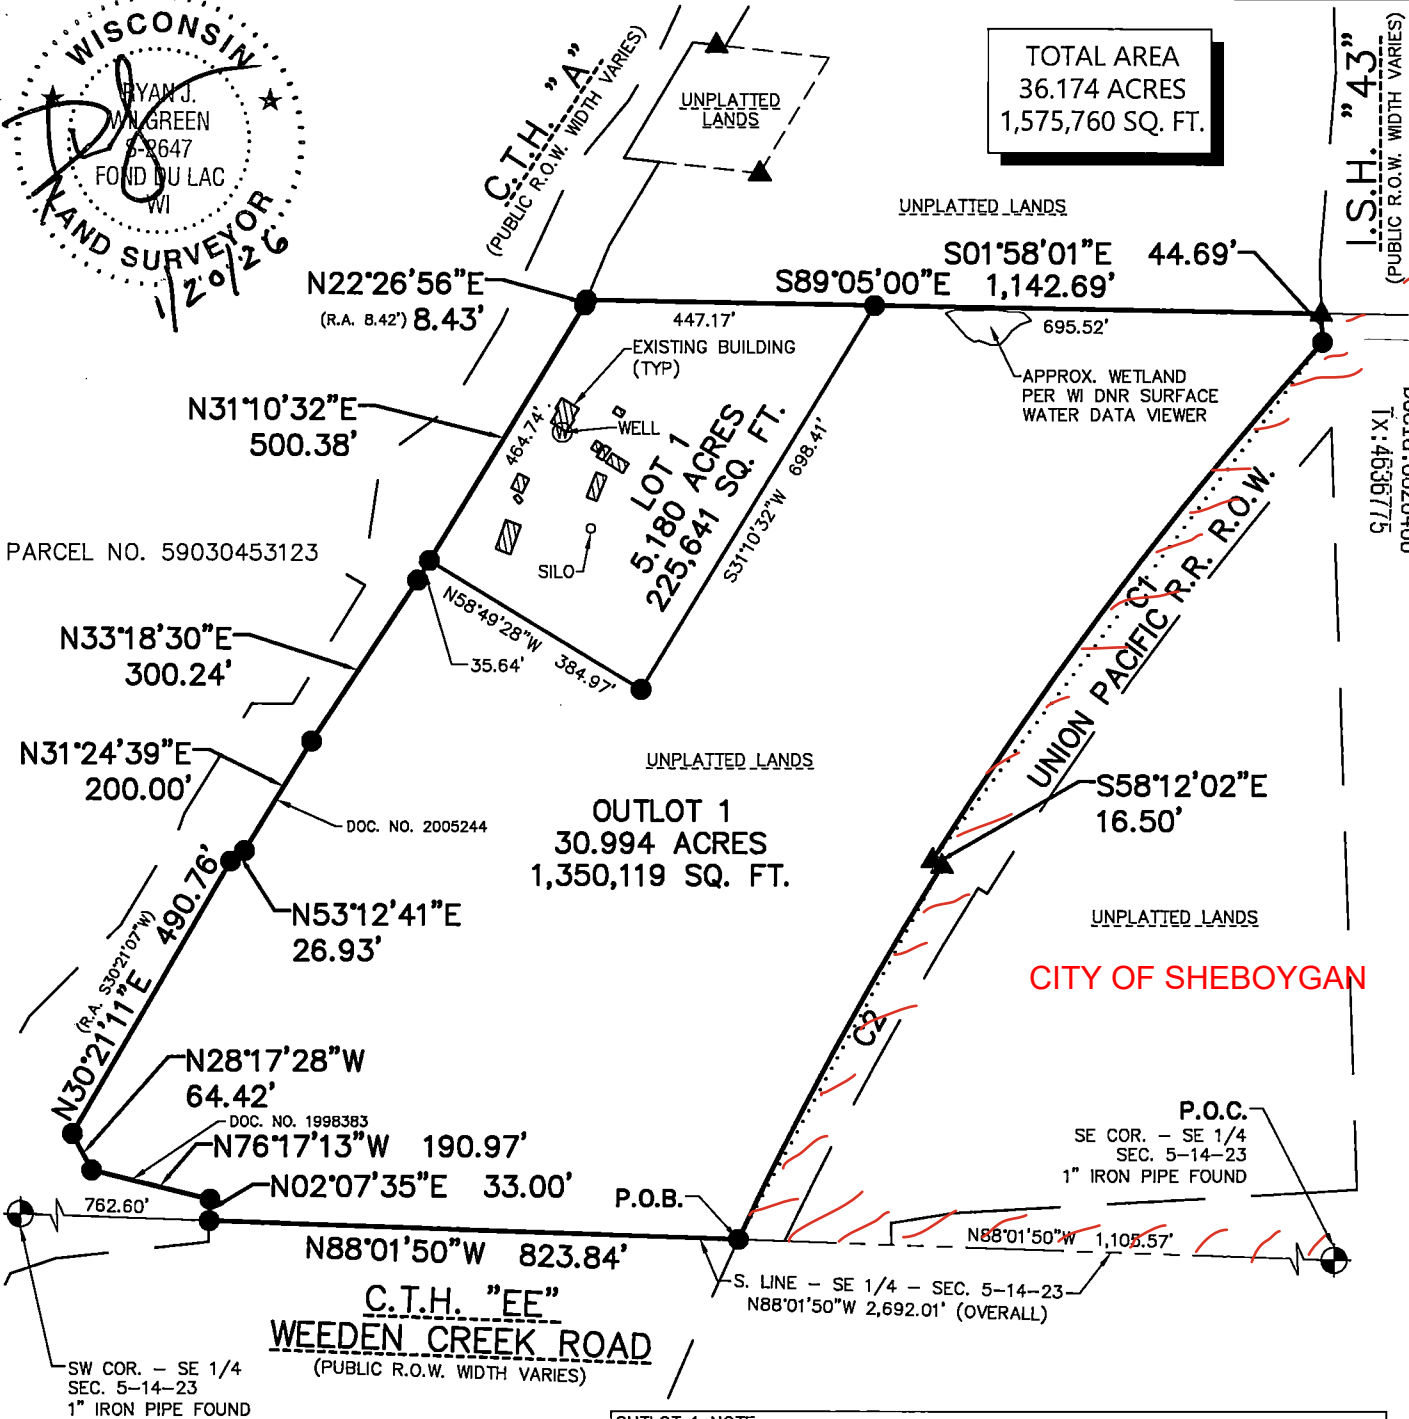 WISCONSIN
RYAN J.
WILGREEN
S-2647
FOND DU LAC
WI
LAND SURVEYOR
1/20/26
C.T.H. "A"
(PUBLIC R.O.W. WIDTH VARIES)
UNPLATTED
LANDS
TOTAL AREA
36.174 ACRES
1,575,760 SQ. FT.
I.S.H. "43"
(PUBLIC R.O.W. WIDTH VARIES)
UNPLATTED LANDS
N22°26'56"E
(R.A. 8.42') 8.43'
S89°05'00"E 1,142.69'
S01°58'01"E 44.69'
447.17'
695.52'
EXISTING BUILDING
(TYP)
WELL
W
APPROX. WETLAND
PER WI DNR SURFACE
WATER DATA VIEWER
TX:4636775
N31°10'32"E
500.38'
464.74'
LOT 1
5.180 ACRES
225,641 SQ. FT.
S31°10'32"W 698.41'
SILO
PARCEL NO. 59030453123
N58°49'28"W 384.97'
35.64'
N33°18'30"E
300.24'
C1
UNION PACIFIC R.R. R.O.W.
N31°24'39"E
200.00'
DOC. NO. 2005244
UNPLATTED LANDS
OUTLOT 1
30.994 ACRES
1,350,119 SQ. FT.
S58°12'02"E
16.50'
N53°12'41"E
26.93'
UNPLATTED LANDS
CITY OF SHEBOYGAN
(R.A. S30°21'07"W)
N30°21'11"E 490.76'
C2
N28°17'28"W
64.42'
DOC. NO. 1998383
N76°17'13"W 190.97'
N02°07'35"E 33.00'
762.60'
P.O.B.
P.O.C.
SE COR. - SE 1/4
SEC. 5-14-23
1" IRON PIPE FOUND
N88°01'50"W 823.84'
N88°01'50"W 1,105.57'
S. LINE - SE 1/4 - SEC. 5-14-23
N88°01'50"W 2,692.01' (OVERALL)
C.T.H. "EE"
WEEDEN CREEK ROAD
(PUBLIC R.O.W. WIDTH VARIES)
SW COR. - SE 1/4
SEC. 5-14-23
1" IRON PIPE FOUND
OUTLOT 1 NOTE